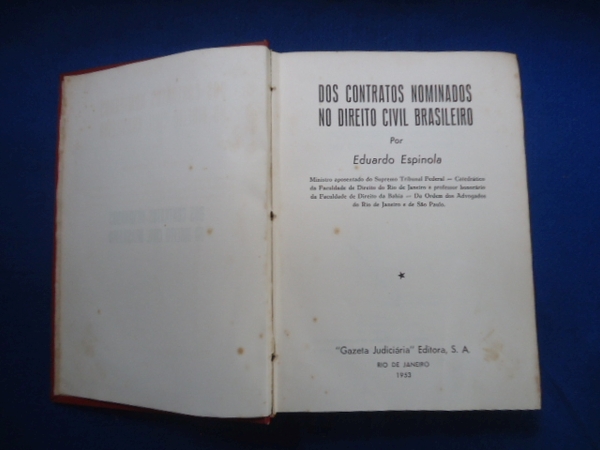 DOS CONTRATOS NOMINADOS
NO DIREITO CIVIL BRASILEIRO
Por
Eduardo Espinola
Ministro aposentado do Supremo Tribunal Federal — Catedrático
da Faculdade de Direito do Rio de Janeiro e professor honorário
da Faculdade de Direito da Bahia — Da Ordem dos Advogados
do Rio de Janeiro e de São Paulo.
"Gazeta Judiciária" Editora, S. A.
RIO DE JANEIRO
1953